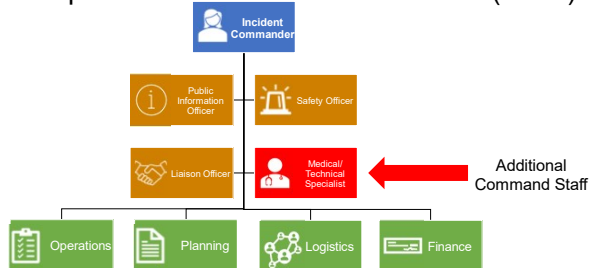 Incident
Commander
Public
Information
Officer
Safety Officer
Liaison Officer
Medical/
Technical
Specialist
Additional
Command Staff
Operations
Planning
Logistics
Finance